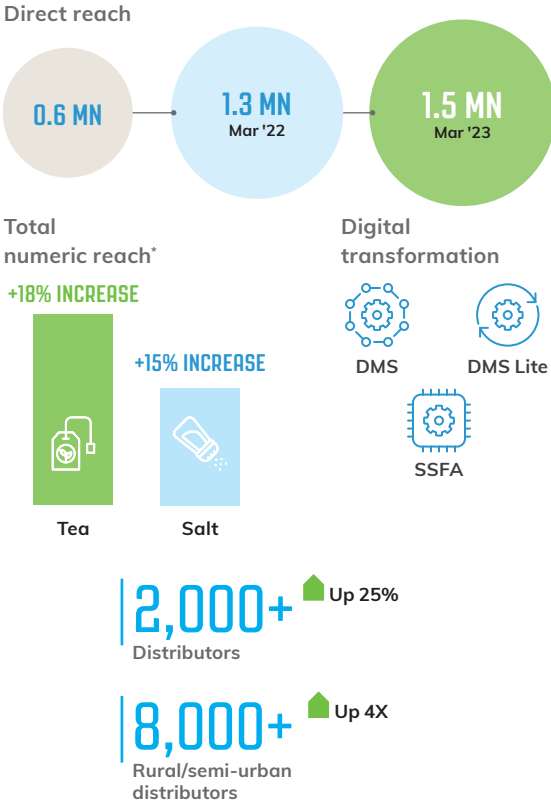 Direct reach
0.6 MN
1.3 MN
Mar '22
1.5 MN
Mar '23
Total
numeric reach*
+18% INCREASE
+15% INCREASE
Tea
Salt
Digital
transformation
DMS
DMS Lite
SSFA
2,000+
Up 25%
Distributors
8,000+
Up 4X
Rural/semi-urban
distributors